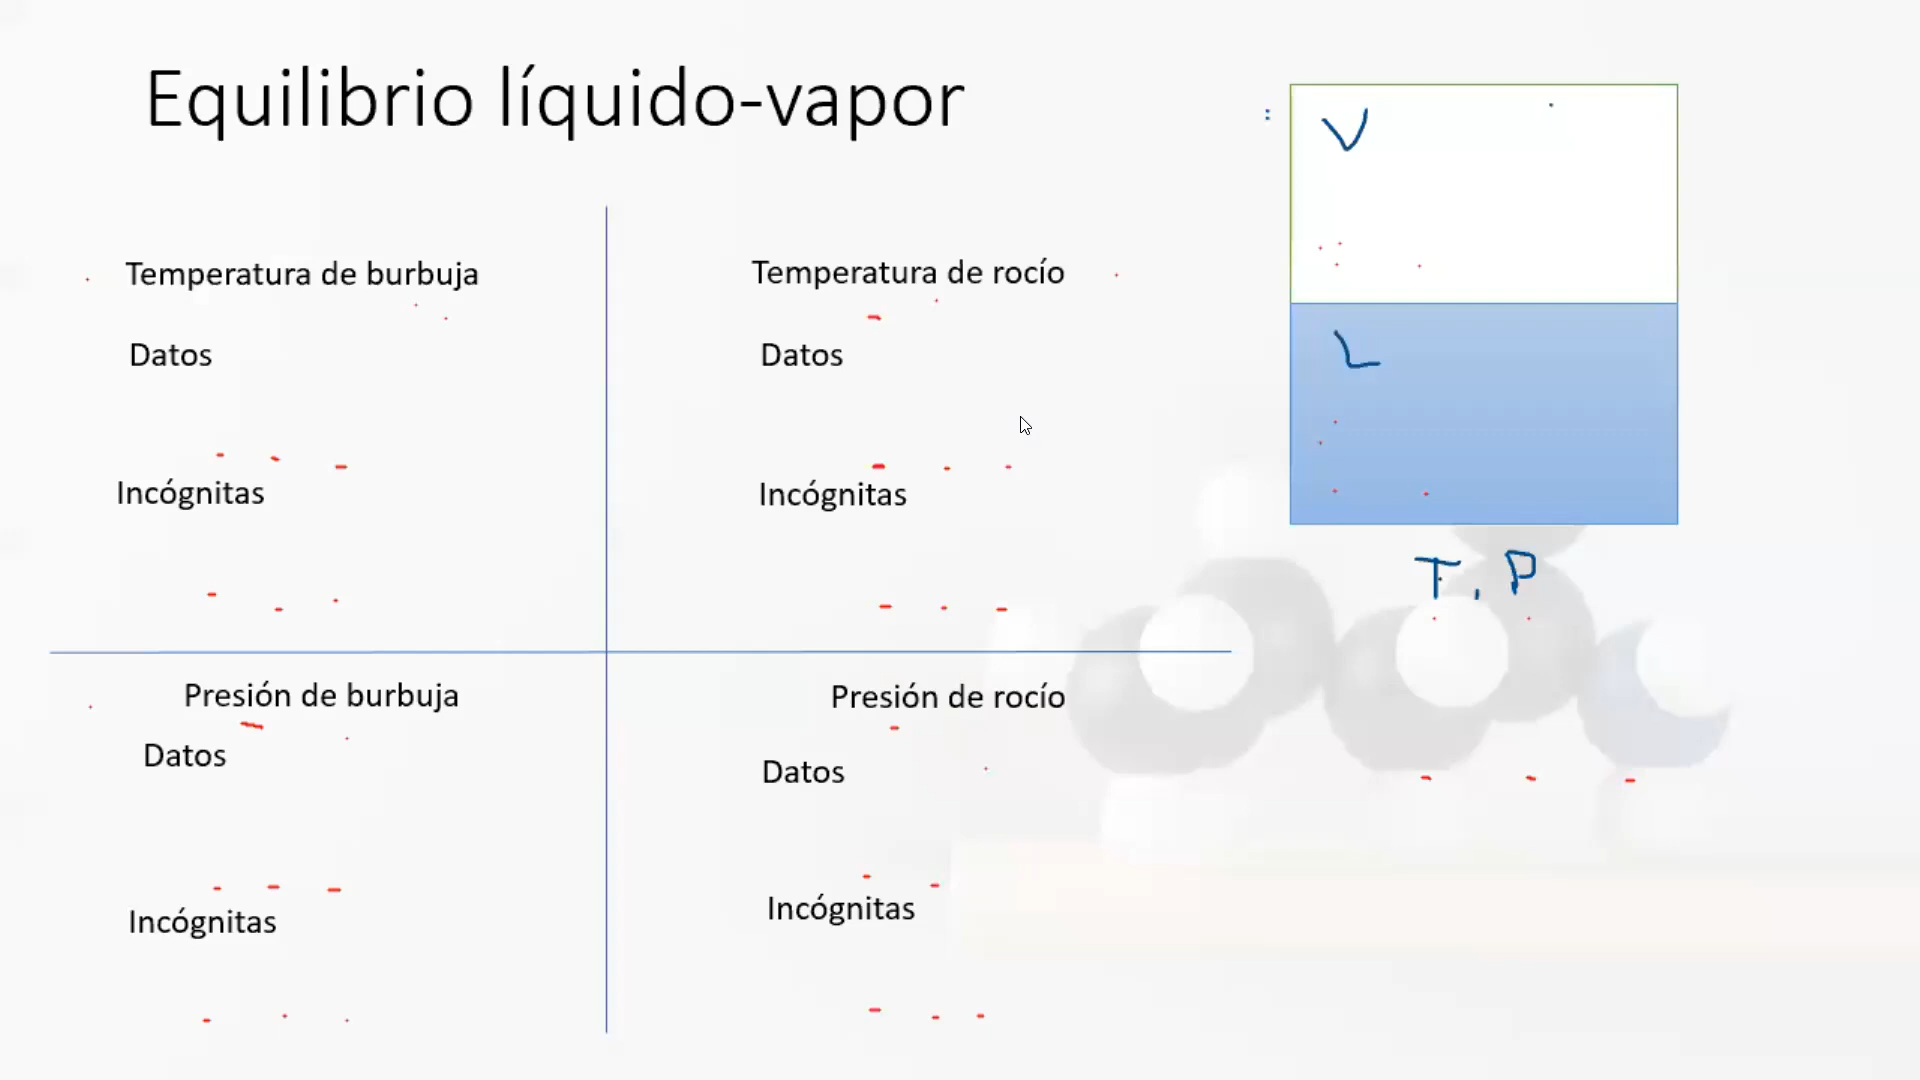 Equilibrio líquido-vapor
V
Temperatura de burbuja
Datos
Incógnitas
Temperatura de rocío
Datos
Incógnitas
L
T, P
Presión de burbuja
Datos
Incógnitas
Presión de rocío
Datos
Incógnitas